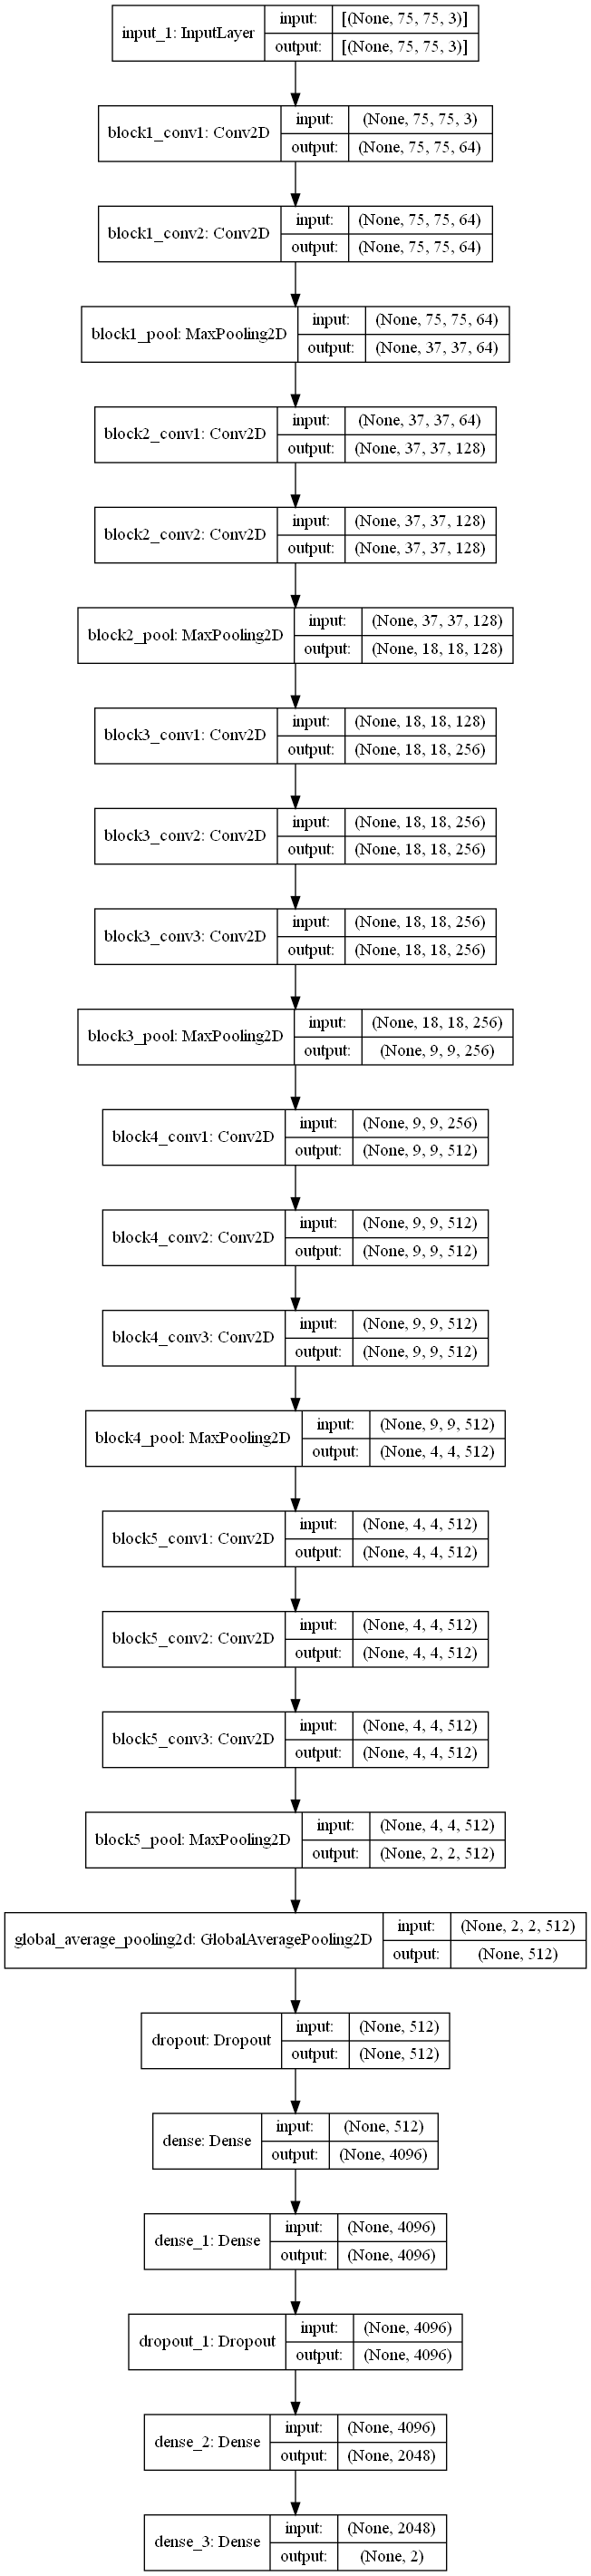 input_1: InputLayer
input: [(None, 75, 75, 3)]
output: [(None, 75, 75, 3)]
block1_conv1: Conv2D
input: (None, 75, 75, 3)
output: (None, 75, 75, 64)
block1_conv2: Conv2D
input: (None, 75, 75, 64)
output: (None, 75, 75, 64)
block1_pool: MaxPooling2D
input: (None, 75, 75, 64)
output: (None, 37, 37, 64)
block2_conv1: Conv2D
input: (None, 37, 37, 64)
output: (None, 37, 37, 128)
block2_conv2: Conv2D
input: (None, 37, 37, 128)
output: (None, 37, 37, 128)
block2_pool: MaxPooling2D
input: (None, 37, 37, 128)
output: (None, 18, 18, 128)
block3_conv1: Conv2D
input: (None, 18, 18, 128)
output: (None, 18, 18, 256)
block3_conv2: Conv2D
input: (None, 18, 18, 256)
output: (None, 18, 18, 256)
block3_conv3: Conv2D
input: (None, 18, 18, 256)
output: (None, 18, 18, 256)
block3_pool: MaxPooling2D
input: (None, 18, 18, 256)
output: (None, 9, 9, 256)
block4_conv1: Conv2D
input: (None, 9, 9, 256)
output: (None, 9, 9, 512)
block4_conv2: Conv2D
input: (None, 9, 9, 512)
output: (None, 9, 9, 512)
block4_conv3: Conv2D
input: (None, 9, 9, 512)
output: (None, 9, 9, 512)
block4_pool: MaxPooling2D
input: (None, 9, 9, 512)
output: (None, 4, 4, 512)
block5_conv1: Conv2D
input: (None, 4, 4, 512)
output: (None, 4, 4, 512)
block5_conv2: Conv2D
input: (None, 4, 4, 512)
output: (None, 4, 4, 512)
block5_conv3: Conv2D
input: (None, 4, 4, 512)
output: (None, 4, 4, 512)
block5_pool: MaxPooling2D
input: (None, 4, 4, 512)
output: (None, 2, 2, 512)
global_average_pooling2d: GlobalAveragePooling2D
input: (None, 2, 2, 512)
output: (None, 512)
dropout: Dropout
input: (None, 512)
output: (None, 512)
dense: Dense
input: (None, 512)
output: (None, 4096)
dense_1: Dense
input: (None, 4096)
output: (None, 4096)
dropout_1: Dropout
input: (None, 4096)
output: (None, 4096)
dense_2: Dense
input: (None, 4096)
output: (None, 2048)
dense_3: Dense
input: (None, 2048)
output: (None, 2)